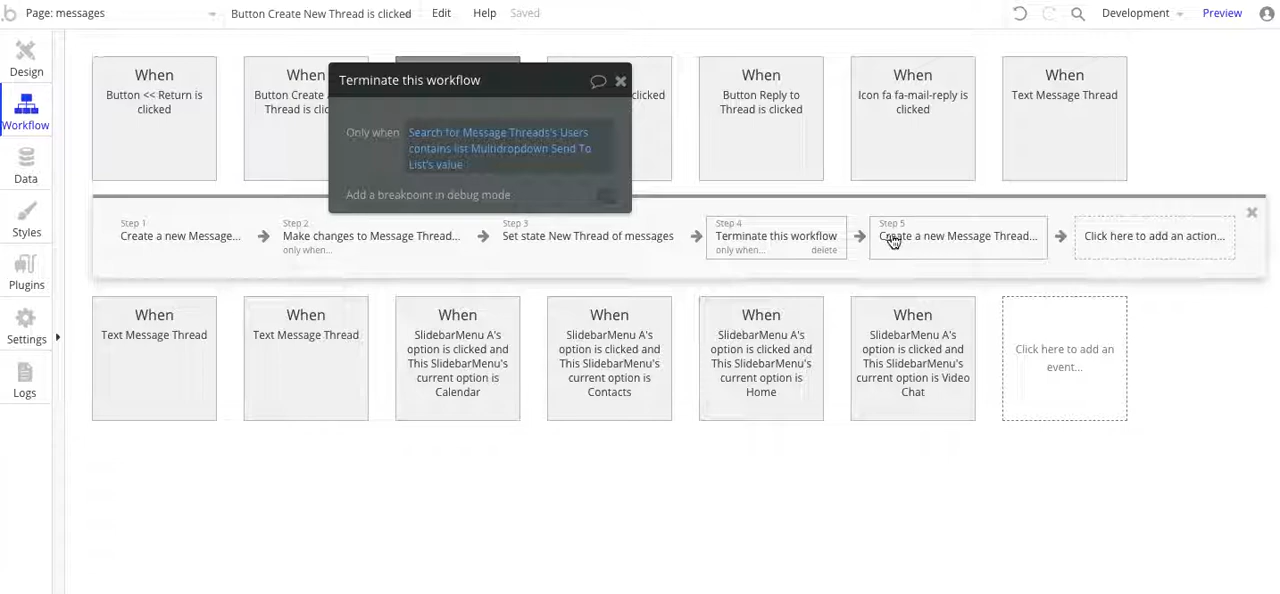 Page: messages
Button Create New Thread is clicked
Edit
Help
Saved
Development
Preview
Design
Workflow
Data
Styles
Plugins
Settings
Logs
When
Button << Return is
clicked
When
Button Create
Thread is clic
clicked
When
Button Reply to
Thread is clicked
When
Icon fa fa-mail-reply is
clicked
When
Text Message Thread
Terminate this workflow
Only when
Search for Message Threads's Users
contains list Multidropdown Send To
List's value
Add a breakpoint in debug mode
Step 1
Create a new Message...
Step 2
Make changes to Message Thread...
only when...
Step 3
Set state New Thread of messages
Step 4
Terminate this workflow
only when...
delete
Step 5
Create a new Message Thread...
Click here to add an action...
When
Text Message Thread
When
Text Message Thread
When
SlidebarMenu A's
option is clicked and
This SlidebarMenu's
current option is
Calendar
When
SlidebarMenu A's
option is clicked and
This SlidebarMenu's
current option is
Contacts
When
SlidebarMenu A's
option is clicked and
This SlidebarMenu's
current option is
Home
When
SlidebarMenu A's
option is clicked and
This SlidebarMenu's
current option is Video
Chat
Click here to add an
event...